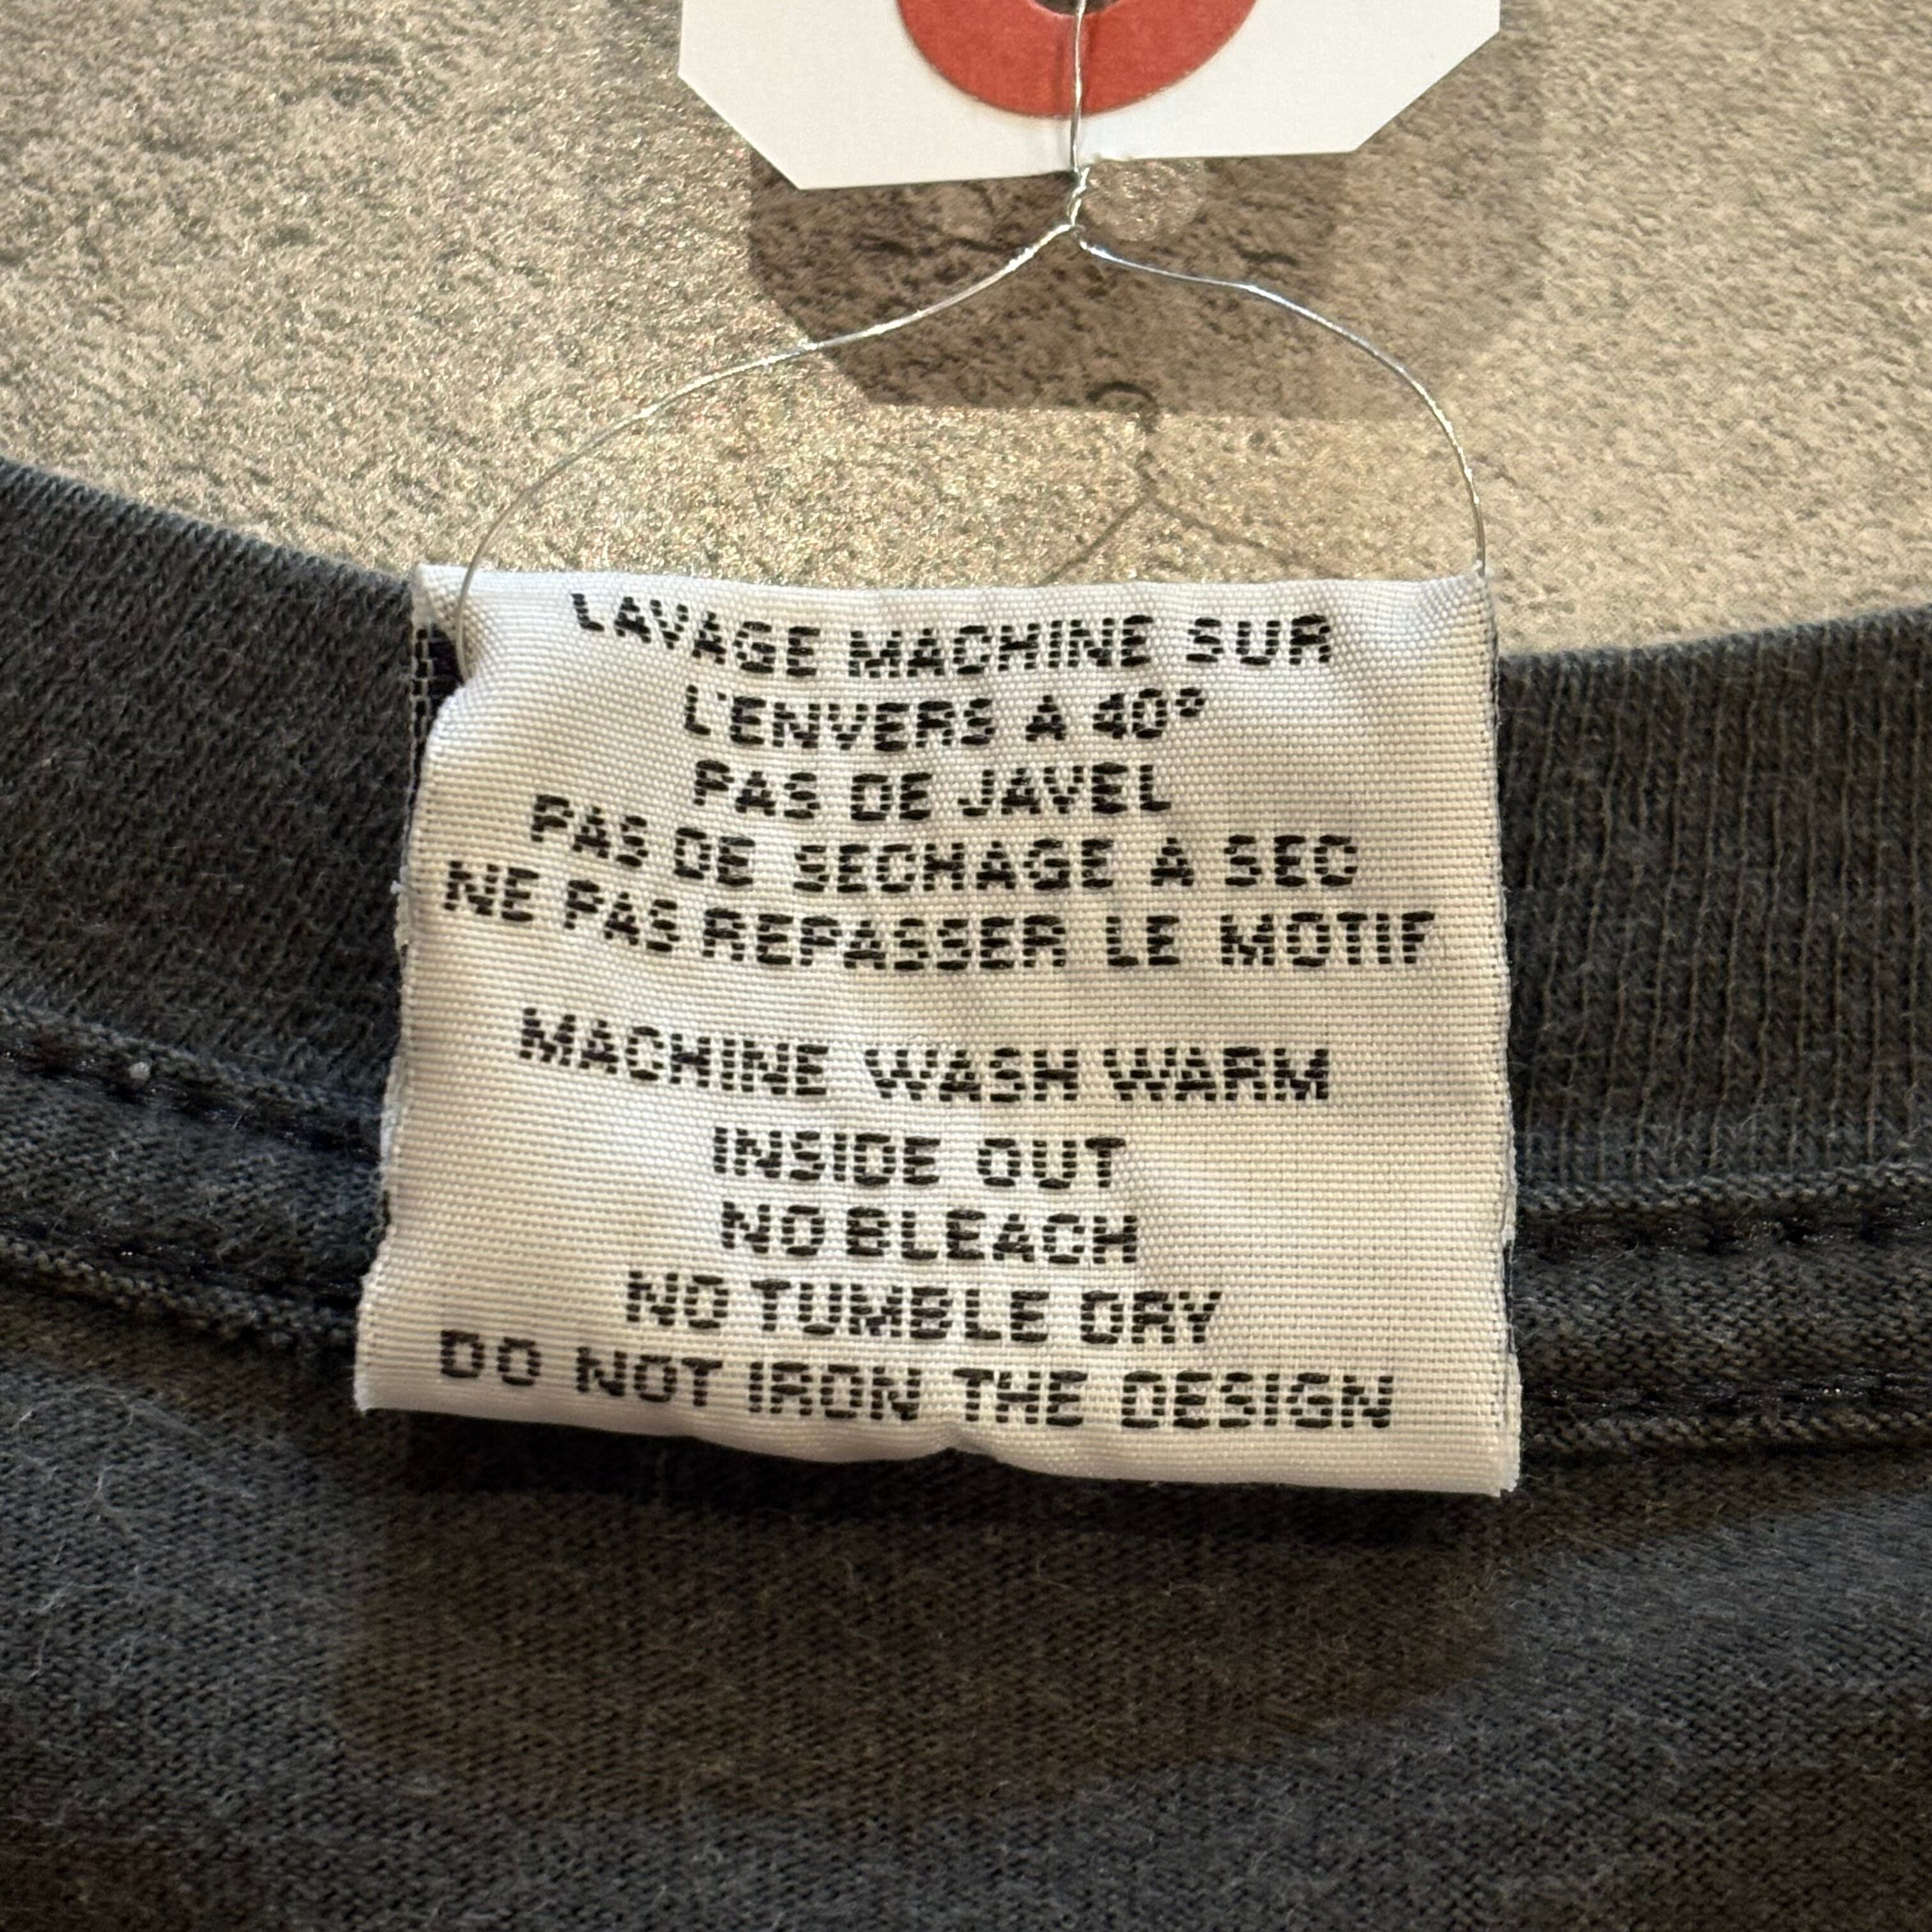 LAVAGE MACHINE SUR
L'ENVERS A 40°
PAS DE JAVEL
PAS DE SECHAGE A SEC
NE PAS REPASSER LE MOTIF
MACHINE WASH WARM
INSIDE OUT
NO BLEACH
NO TUMBLE DRY
DO NOT IRON THE DESIGN